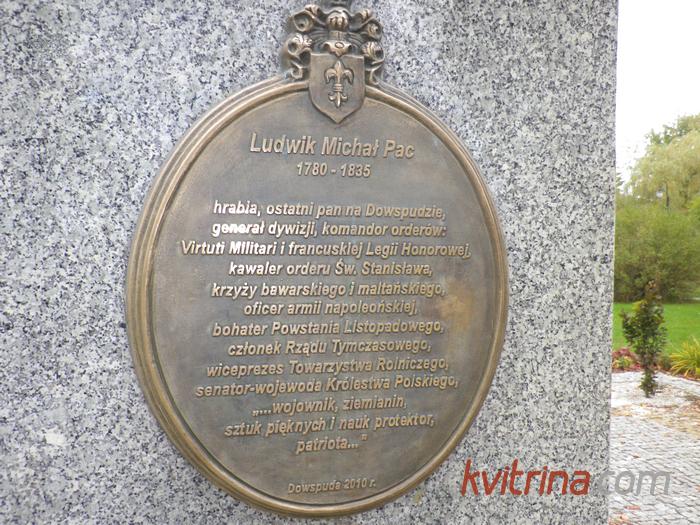 Ludwik Michał Pac
1780 - 1835
hrabia, ostatni pan na Dowspudzie,
generał dywizji, komandor orderów:
Virtuti Militari i francuskiej Legii Honorowej,
kawaler orderu Św. Stanisława,
krzyży bawarskiego i maltańskiego,
oficer armii napoleońskiej,
bohater Powstania Listopadowego,
członek Rządu Tymczasowego,
wiceprezes Towarzystwa Rolniczego,
senator-wojewoda Królestwa Polskiego,
„...wojownik, ziemianin,
sztuk pięknych i nauk protektor,
patriota..."
Dowspuda 2010 r.
kvitrina.com